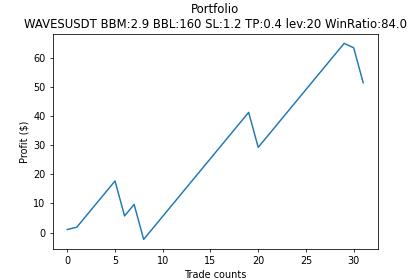 Portfolio
WAVESUSDT BBM:2.9 BBL:160 SL:1.2 TP:0.4 lev:20 WinRatio:84.0
Profit ($)
60
50
40
30
20
10
0
0 5 10 15 20 25 30
Trade counts